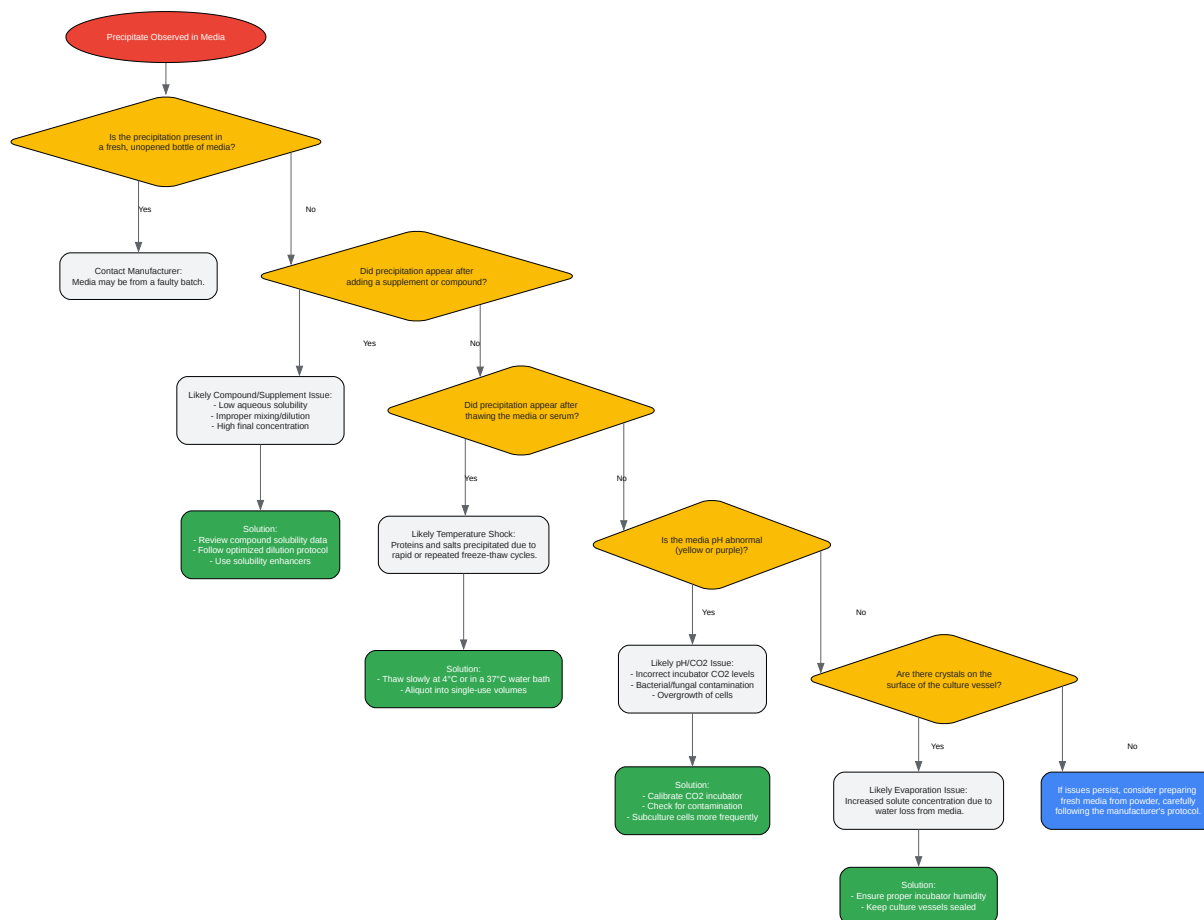 Precipitate Observed in Media
Is the precipitation present in
a fresh, unopened bottle of media?
Yes
No
Contact Manufacturer:
Media may be from a faulty batch.
Did precipitation appear after
adding a supplement or compound?
Yes
No
Likely Compound/Supplement Issue:
- Low aqueous solubility
- Improper mixing/dilution
- High final concentration
Did precipitation appear after
thawing the media or serum?
Yes
No
Solution:
- Review compound solubility data
- Follow optimized dilution protocol
- Use solubility enhancers
Likely Temperature Shock:
Proteins and salts precipitated due to
rapid or repeated freeze-thaw cycles.
Is the media pH abnormal
(yellow or purple)?
Yes
No
Solution:
- Thaw slowly at 4°C or in a 37°C water bath
- Aliquot into single-use volumes
Likely pH/CO2 Issue:
- Incorrect incubator CO2 levels
- Bacterial/fungal contamination
- Overgrowth of cells
Are there crystals on the
surface of the culture vessel?
Yes
No
Solution:
- Calibrate CO2 incubator
- Check for contamination
- Subculture cells more frequently
Likely Evaporation Issue:
Increased solute concentration due to
water loss from media.
If issues persist, consider preparing
fresh media from powder, carefully
following the manufacturer's protocol.
Solution:
- Ensure proper incubator humidity
- Keep culture vessels sealed